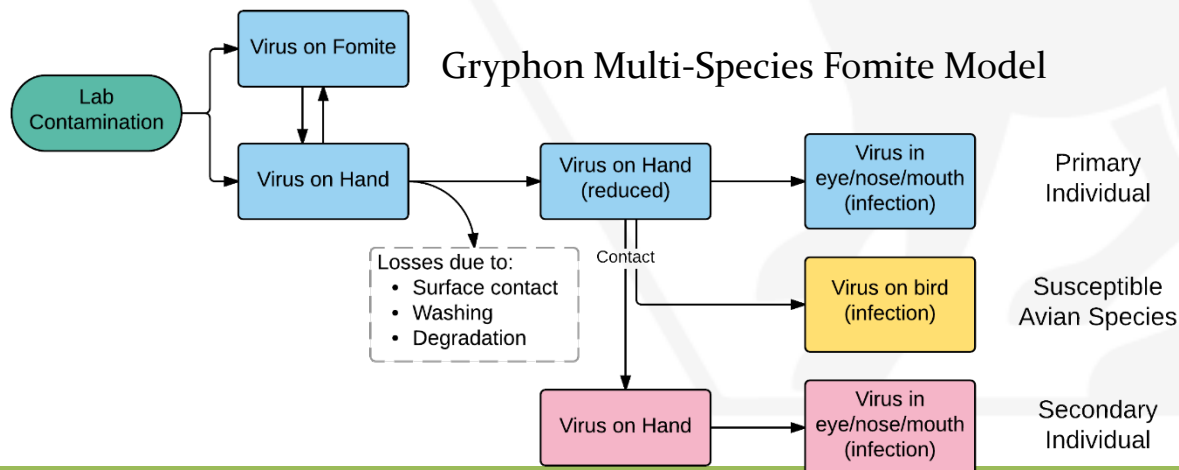 Gryphon Multi-Species Fomite Model
Lab
Contamination
Virus on Fomite
Virus on Hand
Losses due to:
• Surface contact
• Washing
• Degradation
Virus on Hand
(reduced)
Contact
Virus in
eye/nose/mouth
(infection)
Primary
Individual
Virus on bird
(infection)
Susceptible
Avian Species
Virus on Hand
Virus in
eye/nose/mouth
(infection)
Secondary
Individual